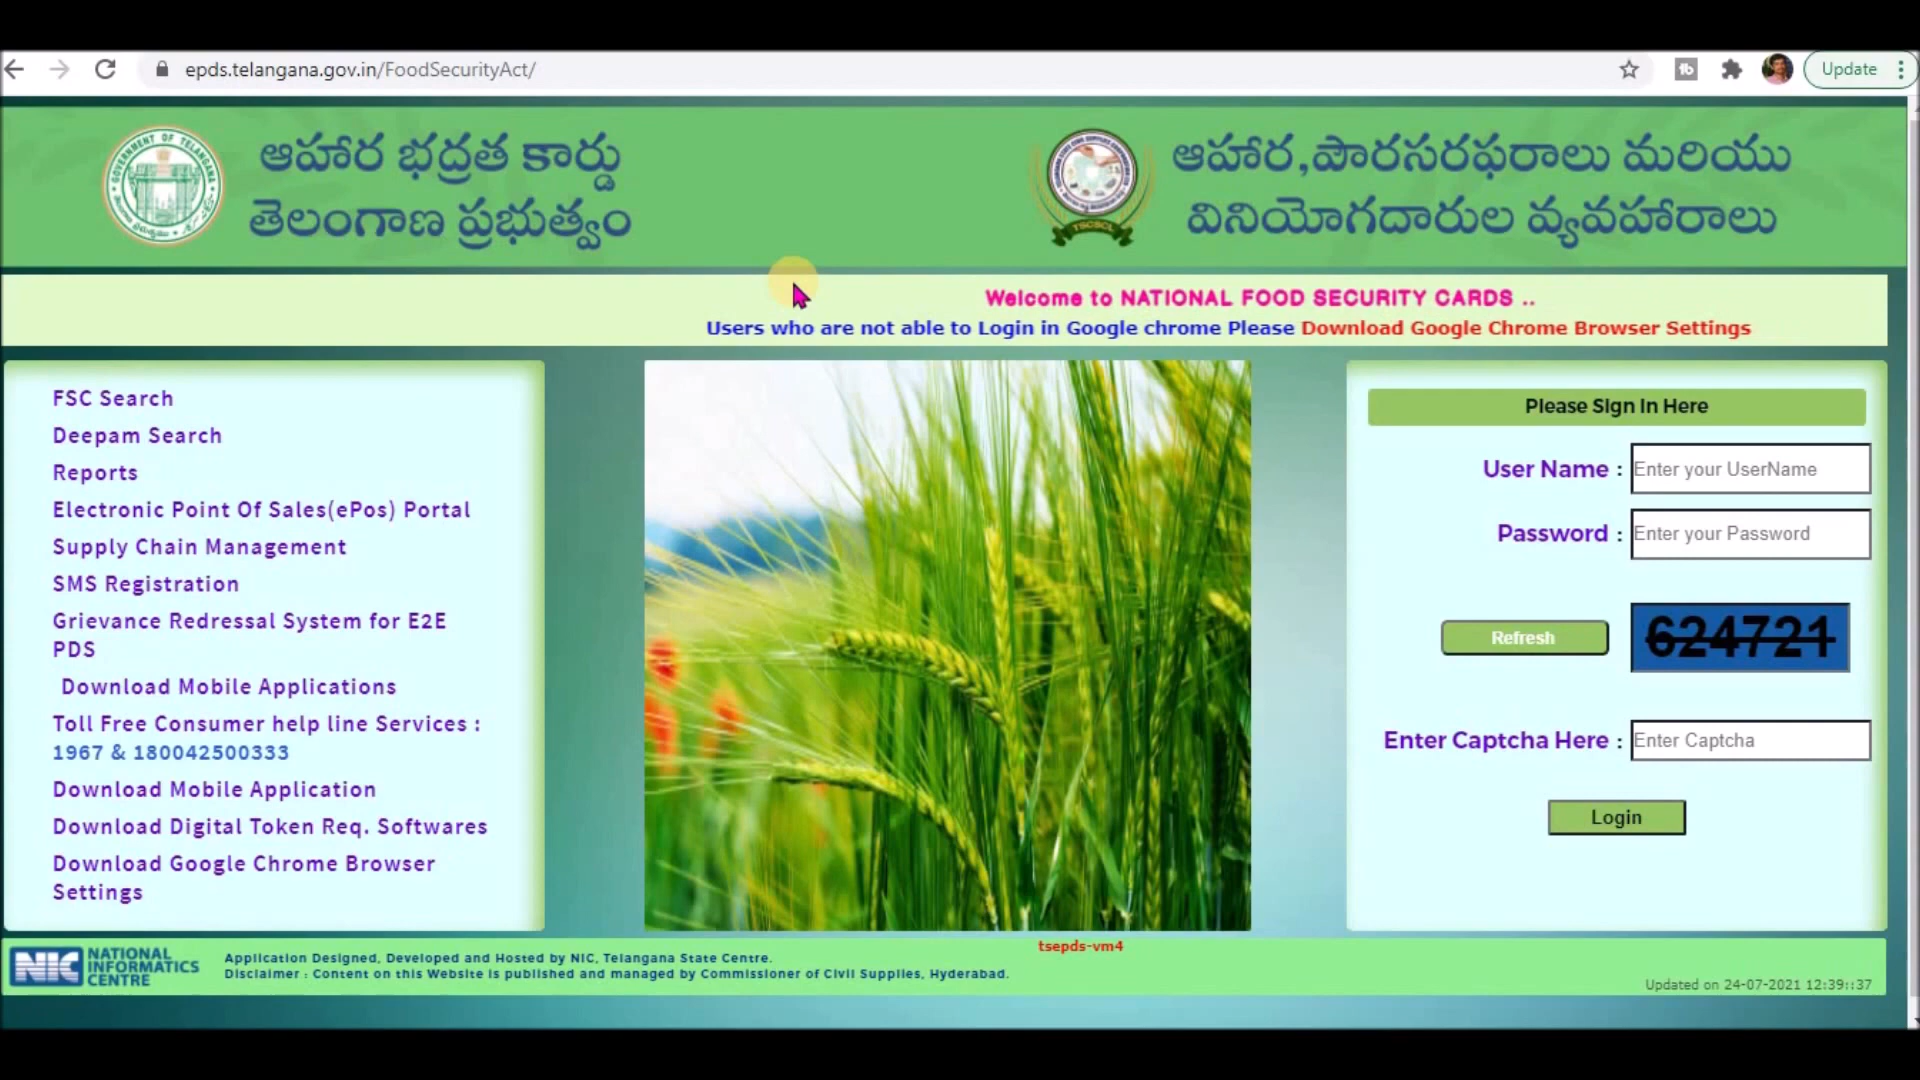 epds.telangana.gov.in/FoodSecurityAct/
Update
ఆహార భద్రత కార్డు
తెలంగాణ ప్రభుత్వం
GOVERNMENT OF TELANGANA
TSCSCL
ఆహార,పౌరసరఫరాలు మరియు
వినియోగదారుల వ్యవహారాలు
Welcome to NATIONAL FOOD SECURITY CARDS ..
Users who are not able to Login in Google chrome Please Download Google Chrome Browser Settings
FSC Search
Deepam Search
Reports
Electronic Point Of Sales(ePos) Portal
Supply Chain Management
SMS Registration
Grievance Redressal System for E2E
PDS
Download Mobile Applications
Toll Free Consumer help line Services :
1967 & 180042500333
Download Mobile Application
Download Digital Token Req. Softwares
Download Google Chrome Browser
Settings
Please Sign In Here
User Name :
Enter your UserName
Password :
Enter your Password
Refresh
624721
Enter Captcha Here :
Enter Captcha
Login
NIC
NATIONAL
INFORMATICS
CENTRE
Application Designed, Developed and Hosted by NIC, Telangana State Centre.
Disclaimer : Content on this Website is published and managed by Commissioner of Civil Supplies, Hyderabad.
tsepds-vm4
Updated on 24-07-2021 12:39::37